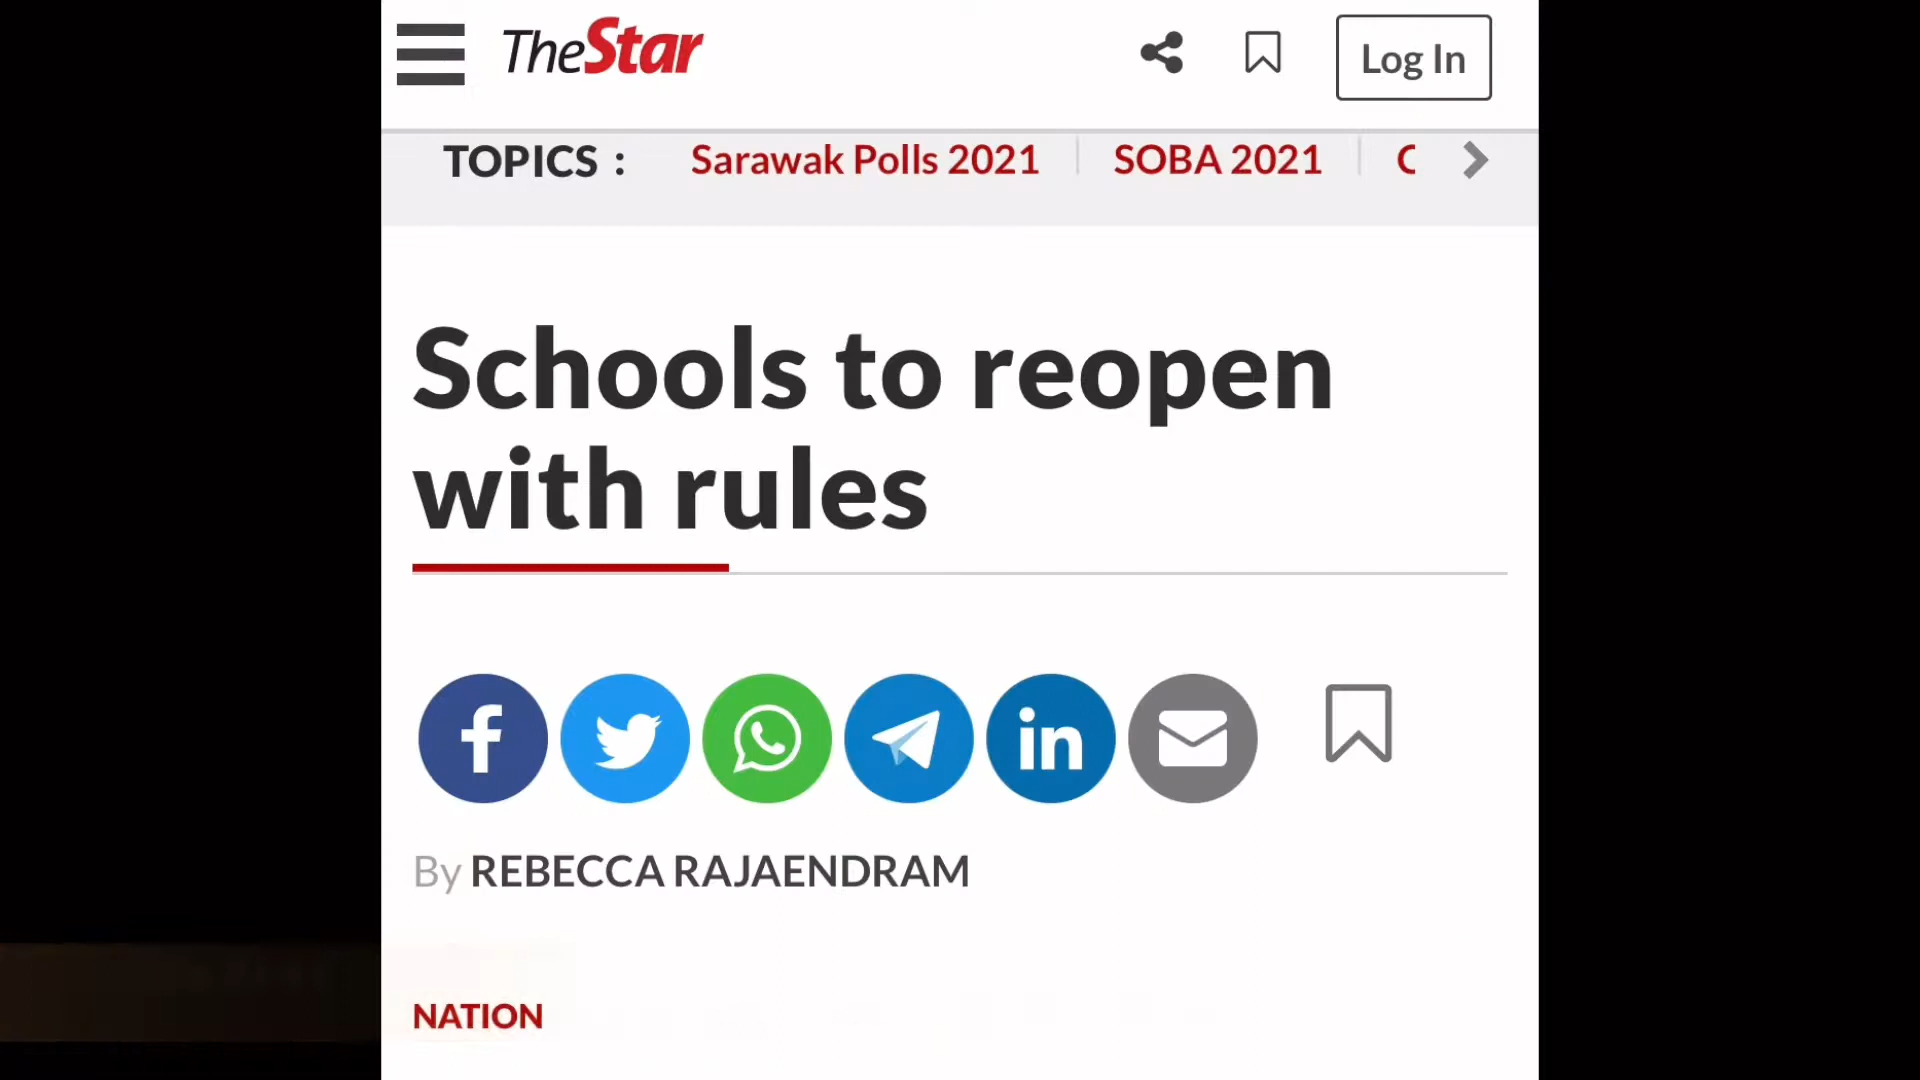 TheStar
Log In
TOPICS :
Sarawak Polls 2021
SOBA 2021
C
Schools to reopen
with rules
By REBECCA RAJAENDRAM
NATION